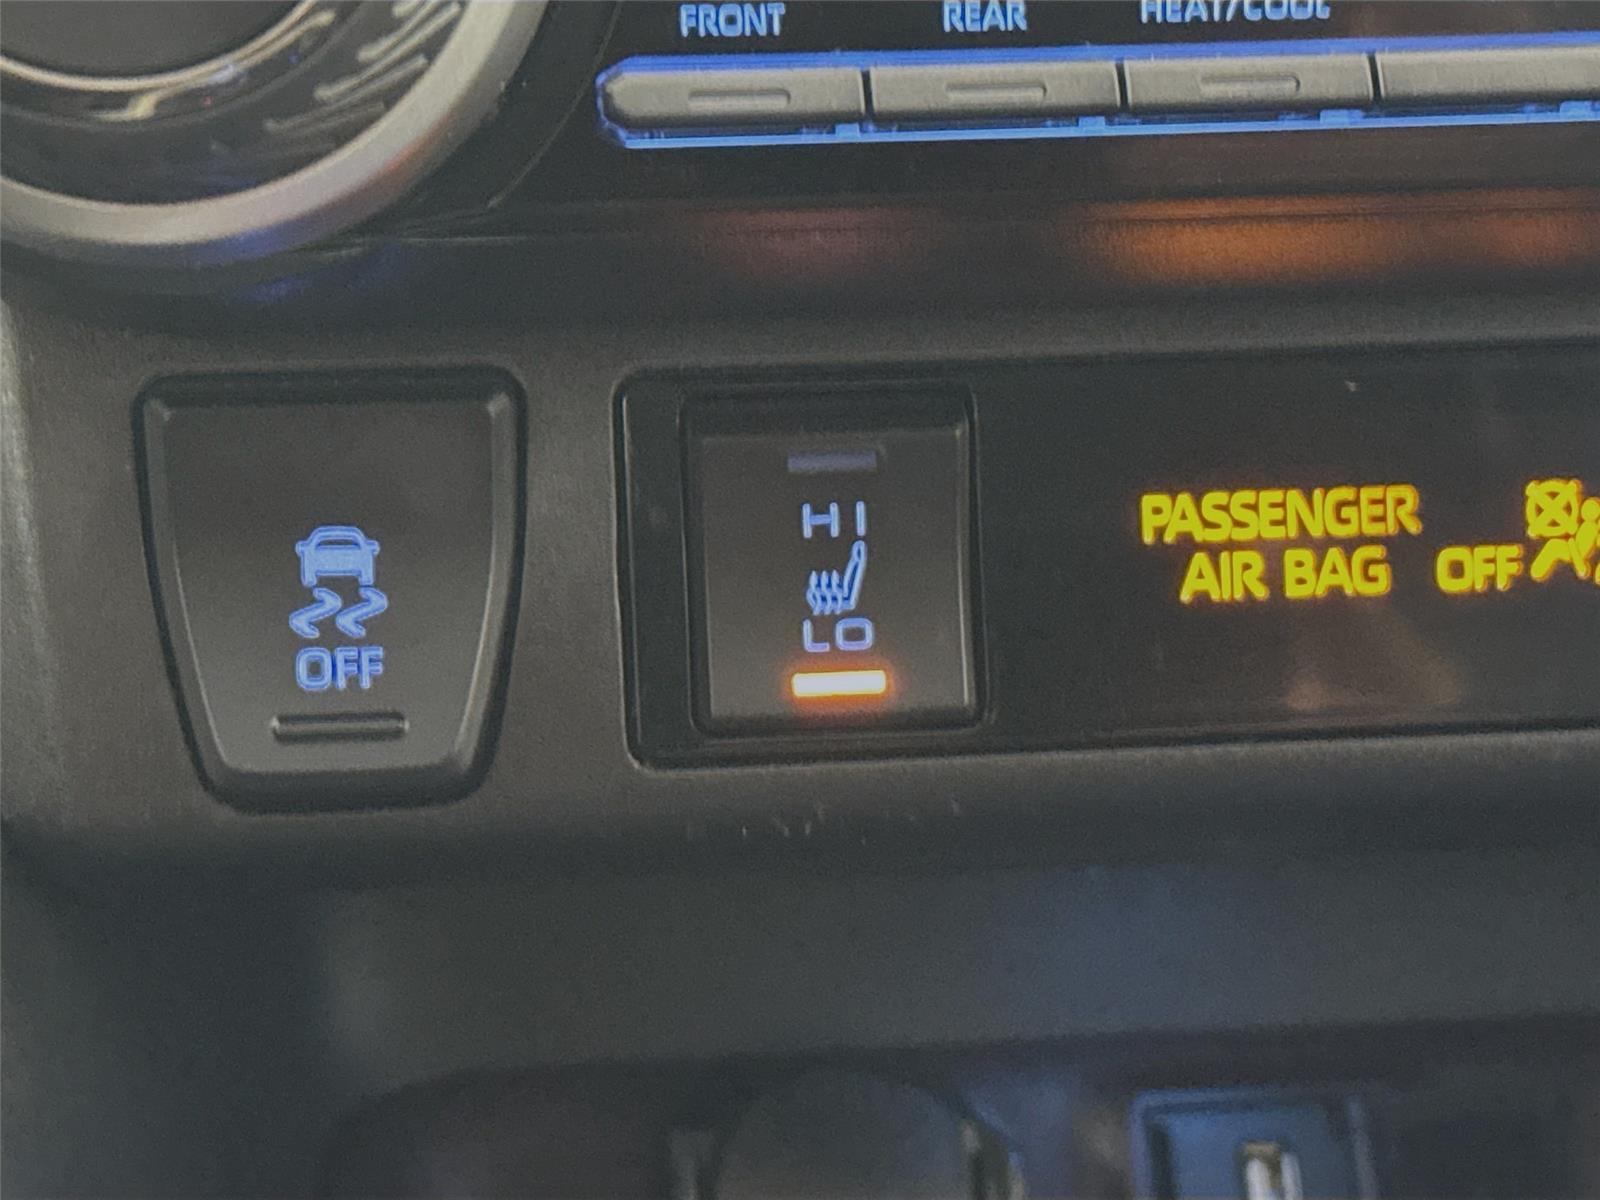 FRONT REAR HEAT/COOL
HI
LO
OFF
PASSENGER
AIR BAG OFF